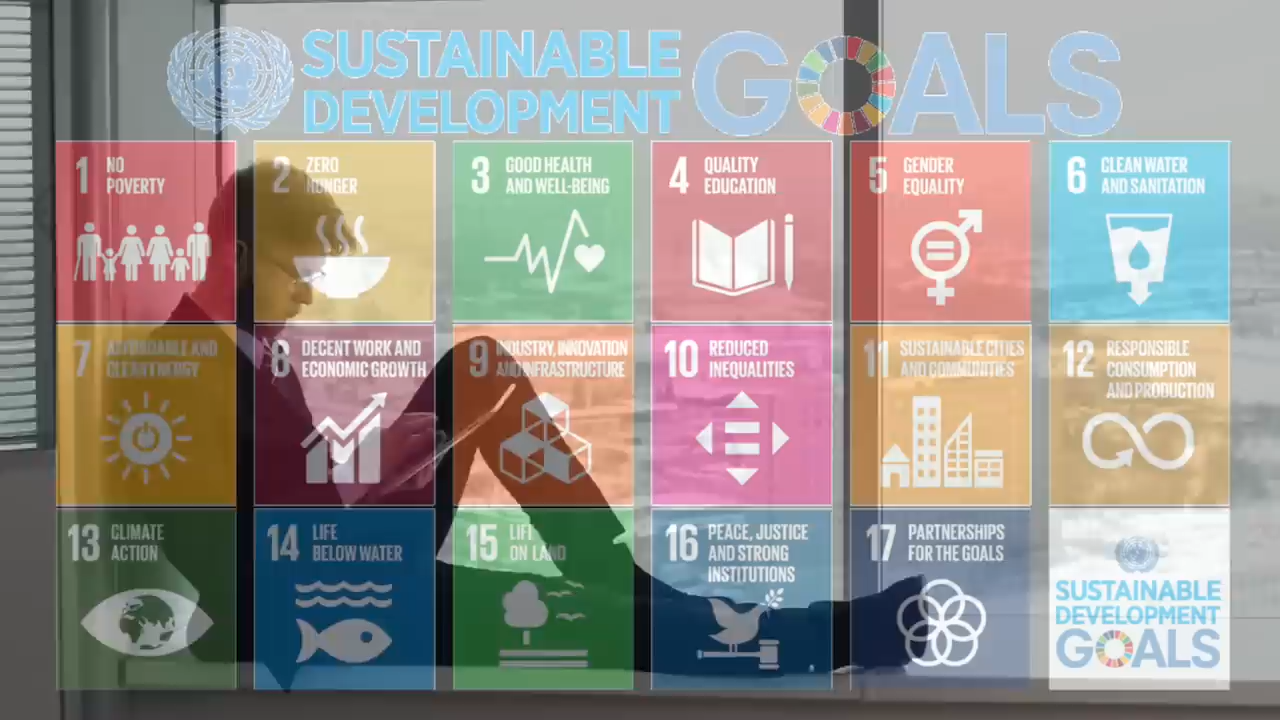 SUSTAINABLE
DEVELOPMENT
GOALS
1 NO
POVERTY
2 ZERO
HUNGER
3 GOOD HEALTH
AND WELL-BEING
4 QUALITY
EDUCATION
5 GENDER
EQUALITY
6 CLEAN WATER
AND SANITATION
7 AFFORDABLE AND
CLEAN ENERGY
8 DECENT WORK AND
ECONOMIC GROWTH
9 INDUSTRY, INNOVATION
AND INFRASTRUCTURE
10 REDUCED
INEQUALITIES
11 SUSTAINABLE CITIES
AND COMMUNITIES
12 RESPONSIBLE
CONSUMPTION
AND PRODUCTION
13 CLIMATE
ACTION
14 LIFE
BELOW WATER
15 LIFE
ON LAND
16 PEACE, JUSTICE
AND STRONG
INSTITUTIONS
17 PARTNERSHIPS
FOR THE GOALS
SUSTAINABLE
DEVELOPMENT
GOALS